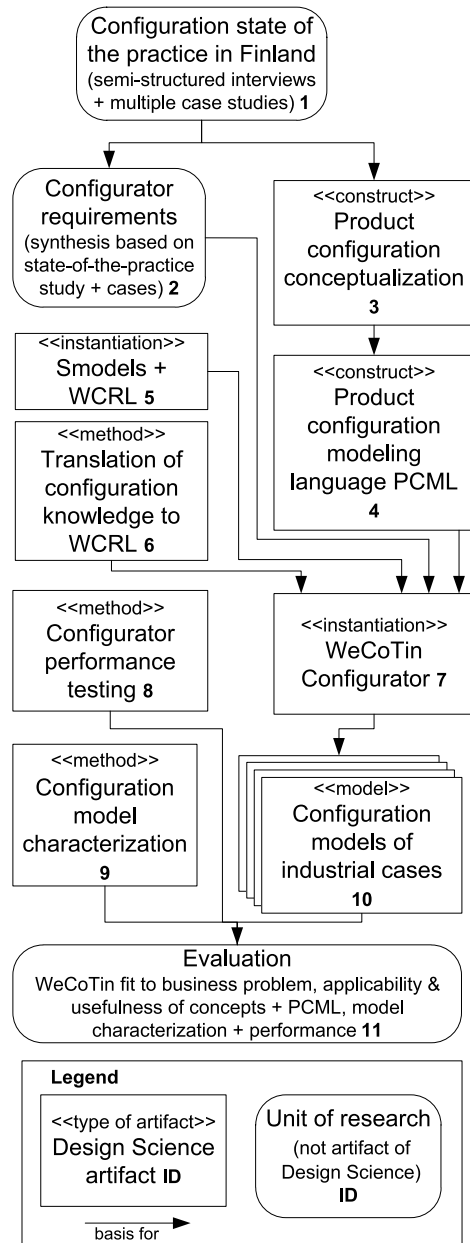 Configuration state
of the practice in Finland
(semi-structured interviews
+ multiple case studies) 1
Configurator
requirements
(synthesis based on
state-of-the-practice
study + cases) 2
<<construct>>
Product
configuration
conceptualization
3
<<instantiation>>
Smodels +
WCRL 5
<<construct>>
Product
configuration
modeling
language PCML
4
<<method>>
Translation of
configuration
knowledge to
WCRL 6
<<method>>
Configurator
performance
testing 8
<<instantiation>>
WeCoTin
Configurator 7
<<method>>
Configuration
model
characterization
9
<<model>>
Configuration
models of
industrial cases
10
Evaluation
WeCoTin fit to business problem, applicability &
usefulness of concepts + PCML, model
characterization + performance 11
Legend
<<type of artifact>>
Design Science
artifact ID
basis for
Unit of research
(not artifact of
Design Science)
ID